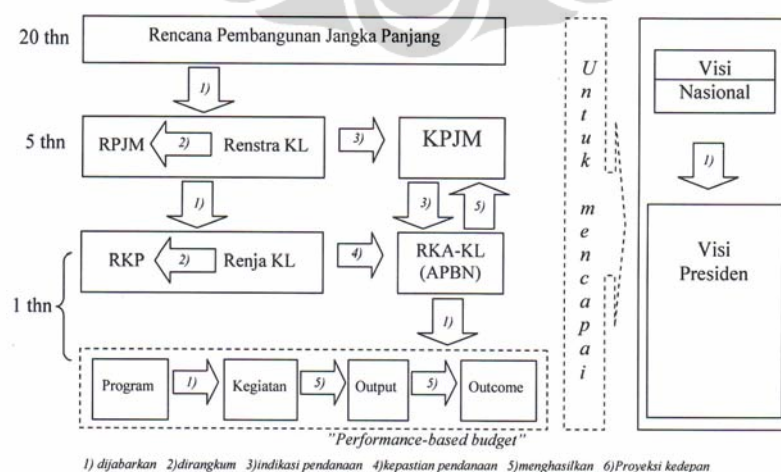 20 thn
Rencana Pembangunan Jangka Panjang
1)
5 thn
RPJM
2)
Renstra KL
3)
KPJM
1)
3)
5)
RKP
2)
Renja KL
4)
RKA-KL
(APBN)
1 thn
1)
Program
1)
Kegiatan
5)
Output
5)
Outcome
"Performance-based budget"
Untuk mencapai
Visi
Nasional
1)
Visi
Presiden
1) dijabarkan 2)dirangkum 3)indikasi pendanaan 4)kepastian pendanaan 5)menghasilkan 6)Proyeksi kedepan